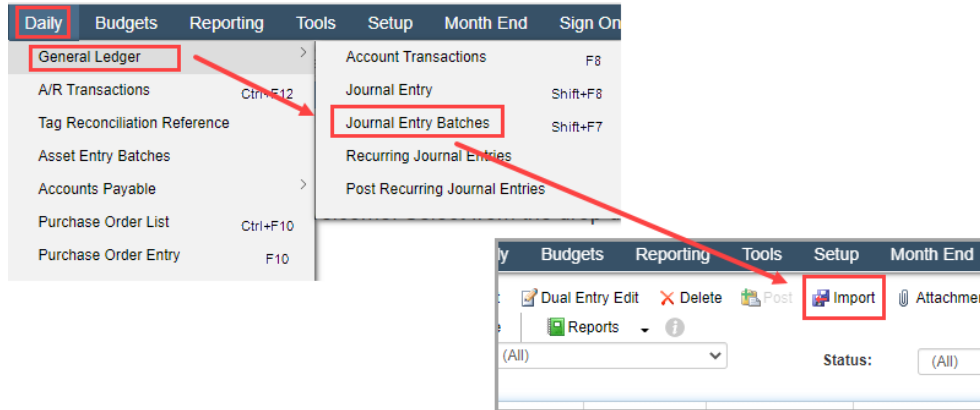 Daily Budgets Reporting Tools Setup Month End Sign On
General Ledger
A/R Transactions Ctrl+F12
Tag Reconciliation Reference
Asset Entry Batches
Accounts Payable
Purchase Order List Ctrl+F10
Purchase Order Entry F10
Account Transactions F8
Journal Entry Shift+F8
Journal Entry Batches Shift+F7
Recurring Journal Entries
Post Recurring Journal Entries
Budgets Reporting Tools Setup Month End
Dual Entry Edit Delete Post Import Attachme
Reports
(All) Status: (All)